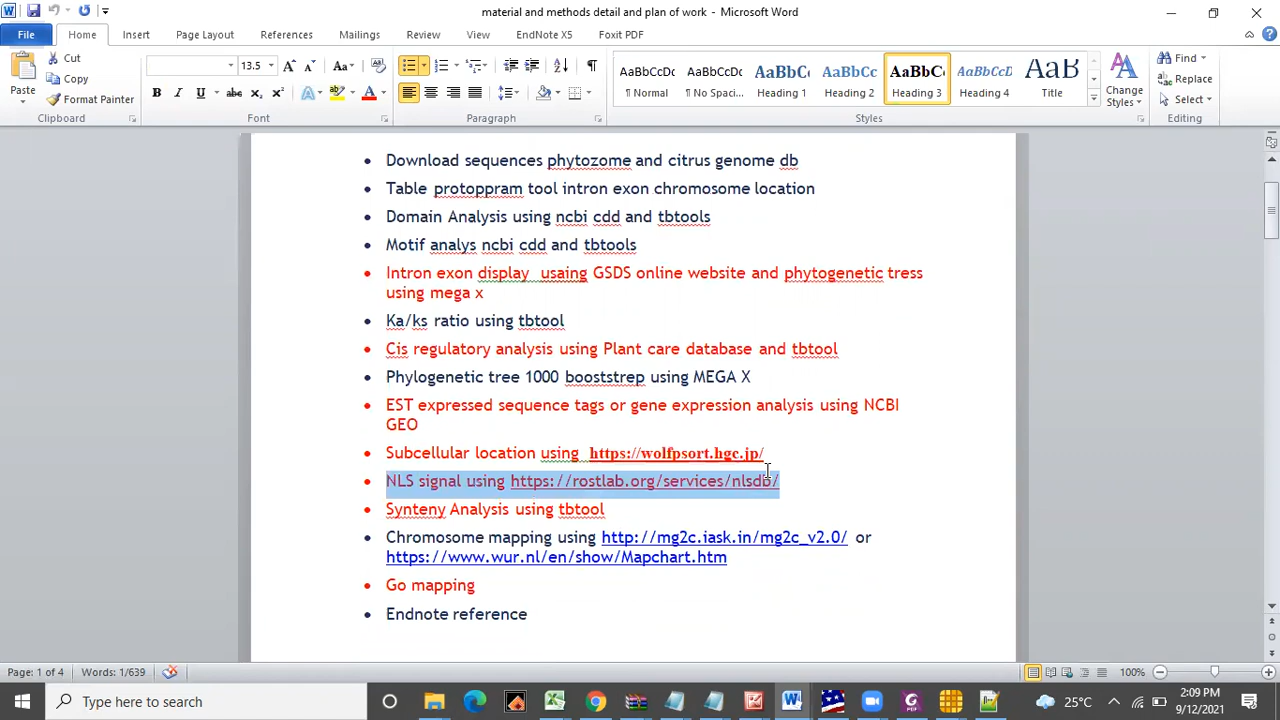 material and methods detail and plan of work - Microsoft Word
File Home Insert Page Layout References Mailings Review View EndNote X5 Foxit PDF
Paste Cut Copy Format Painter
13.5 Aa
B I U abc x₂ x² A A
AaBbCcDc AaBbCcDc AaBbC AaBbCc AaBbC AaBbCc AaB
¶ Normal ¶ No Spaci... Heading 1 Heading 2 Heading 3 Heading 4 Title
Change Styles Find Replace Select
Clipboard Font Paragraph Styles Editing
• Download sequences phytozome and citrus genome db
• Table protoppram tool intron exon chromosome location
• Domain Analysis using ncbi cdd and tbtools
• Motif analys ncbi cdd and tbtools
• Intron exon display usaing GSDS online website and phytogenetic tress
using mega x
• Ka/ks ratio using tbtool
• Cis regulatory analysis using Plant care database and tbtool
• Phylogenetic tree 1000 booststrep using MEGA X
• EST expressed sequence tags or gene expression analysis using NCBI
GEO
• Subcellular location using https://wolfpsort.hgc.jp/
• NLS signal using https://rostlab.org/services/nlsdb/
• Synteny Analysis using tbtool
• Chromosome mapping using http://mg2c.iask.in/mg2c_v2.0/ or
https://www.wur.nl/en/show/Mapchart.htm
• Go mapping
• Endnote reference
Page: 1 of 4 Words: 1/639 100%
Type here to search 25°C 2:09 PM
9/12/2021